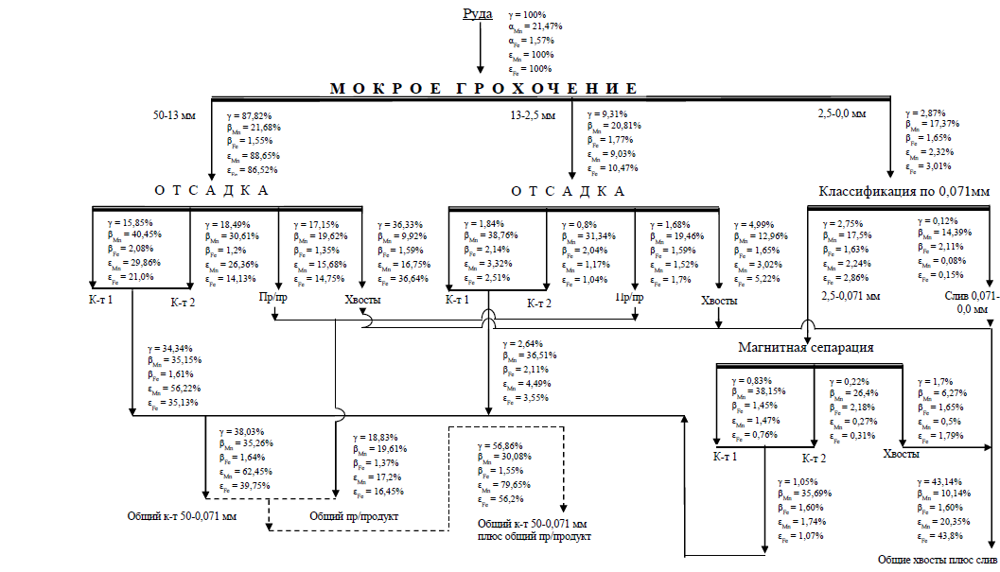 Руда
γ = 100%
αMn = 21,47%
αFe = 1,57%
εMn = 100%
εFe = 100%
МОКРОЕ ГРОХОЧЕНИЕ
50-13 мм
γ = 87,82%
βMn = 21,68%
βFe = 1,55%
εMn = 88,65%
εFe = 86,52%
13-2,5 мм
γ = 9,31%
βMn = 20,81%
βFe = 1,77%
εMn = 9,03%
εFe = 10,47%
2,5-0,0 мм
γ = 2,87%
βMn = 17,37%
βFe = 1,65%
εMn = 2,32%
εFe = 3,01%
ОТСАДКА
ОТСАДКА
Классификация по 0,071мм
γ = 15,85%
βMn = 40,45%
βFe = 2,08%
εMn = 29,86%
εFe = 21,0%
γ = 18,49%
βMn = 30,61%
βFe = 1,2%
εMn = 26,36%
εFe = 14,13%
γ = 17,15%
βMn = 19,62%
βFe = 1,35%
εMn = 15,68%
εFe = 14,75%
γ = 36,33%
βMn = 9,92%
βFe = 1,59%
εMn = 16,75%
εFe = 36,64%
γ = 1,84%
βMn = 38,76%
βFe = 2,14%
εMn = 3,32%
εFe = 2,51%
γ = 0,8%
βMn = 31,34%
βFe = 2,04%
εMn = 1,17%
εFe = 1,04%
γ = 1,68%
βMn = 19,46%
βFe = 1,59%
εMn = 1,52%
εFe = 1,7%
γ = 4,99%
βMn = 12,96%
βFe = 1,65%
εMn = 3,02%
εFe = 5,22%
γ = 2,75%
βMn = 17,5%
βFe = 1,63%
εMn = 2,24%
εFe = 2,86%
γ = 0,12%
βMn = 14,39%
βFe = 2,11%
εMn = 0,08%
εFe = 0,15%
К-т 1
К-т 2
Пр/пр
Хвосты
К-т 1
К-т 2
Пр/пр
Хвосты
2,5-0,071 мм
Слив 0,071-
0,0 мм
γ = 34,34%
βMn = 35,15%
βFe = 1,61%
εMn = 56,22%
εFe = 35,13%
γ = 2,64%
βMn = 36,51%
βFe = 2,11%
εMn = 4,49%
εFe = 3,55%
Магнитная сепарация
γ = 0,83%
βMn = 38,15%
βFe = 1,45%
εMn = 1,47%
εFe = 0,76%
γ = 0,22%
βMn = 26,4%
βFe = 2,18%
εMn = 0,27%
εFe = 0,31%
γ = 1,7%
βMn = 6,27%
βFe = 1,65%
εMn = 0,5%
εFe = 1,79%
К-т 1
К-т 2
Хвосты
γ = 38,03%
βMn = 35,26%
βFe = 1,64%
εMn = 62,45%
εFe = 39,75%
γ = 18,83%
βMn = 19,61%
βFe = 1,37%
εMn = 17,2%
εFe = 16,45%
γ = 56,86%
βMn = 30,08%
βFe = 1,55%
εMn = 79,65%
εFe = 56,2%
γ = 1,05%
βMn = 35,69%
βFe = 1,60%
εMn = 1,74%
εFe = 1,07%
γ = 43,14%
βMn = 10,14%
βFe = 1,60%
εMn = 20,35%
εFe = 43,8%
Общий к-т 50-0,071 мм
Общий пр/продукт
Общий к-т 50-0,071 мм
плюс общий пр/продукт
Общие хвосты плюс слив